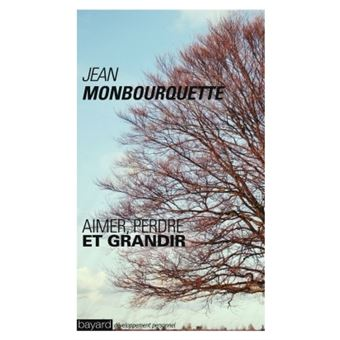 JEAN
MONBOURQUETTE
AIMER, PERDRE
ET GRANDIR
bayard développement personnel